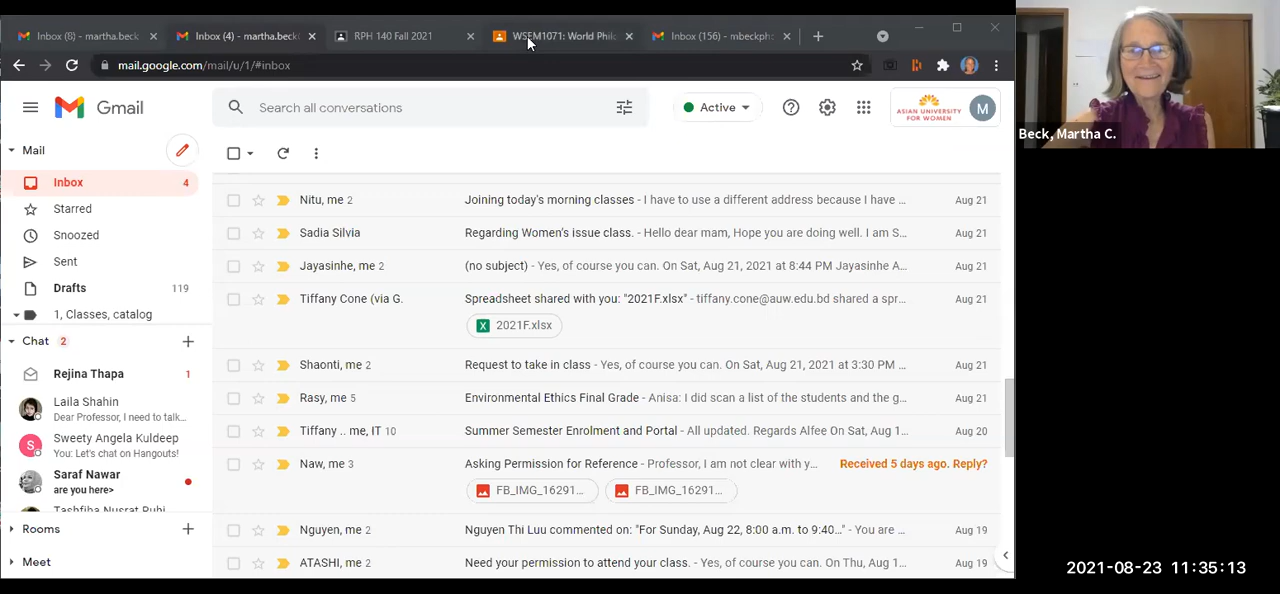 Inbox (8) - martha.beck
Inbox (4) - martha.beck
RPH 140 Fall 2021
WSEM1071: World Phil
Inbox (156) - mbeckph
mail.google.com/mail/u/1/#inbox
Gmail
Search all conversations
Active
ASIAN UNIVERSITY
FOR WOMEN
M
Beck, Martha C.
Mail
Inbox 4
Starred
Snoozed
Sent
Drafts 119
1, Classes, catalog
Chat 2
Rejina Thapa 1
Laila Shahin
Dear Professor, I need to talk...
S
Sweety Angela Kuldeep
You: Let's chat on Hangouts!
Saraf Nawar
are you here>
Tashfiha Nusrat Ruhi
Rooms
Meet
Nitu, me 2 Joining today's morning classes - I have to use a different address because I have ... Aug 21
Sadia Silvia Regarding Women's issue class. - Hello dear mam, Hope you are doing well. I am S... Aug 21
Jayasinhe, me 2 (no subject) - Yes, of course you can. On Sat, Aug 21, 2021 at 8:44 PM Jayasinhe A... Aug 21
Tiffany Cone (via G. Spreadsheet shared with you: "2021F.xlsx" - tiffany.cone@auw.edu.bd shared a spr... Aug 21
X 2021F.xlsx
Shaonti, me 2 Request to take in class - Yes, of course you can. On Sat, Aug 21, 2021 at 3:30 PM ... Aug 21
Rasy, me 5 Environmental Ethics Final Grade - Anisa: I did scan a list of the students and the g... Aug 21
Tiffany .. me, IT 10 Summer Semester Enrolment and Portal - All updated. Regards Alfee On Sat, Aug 1... Aug 20
Naw, me 3 Asking Permission for Reference - Professor, I am not clear with y... Received 5 days ago. Reply?
FB_IMG_16291... FB_IMG_16291...
Nguyen, me 2 Nguyen Thi Luu commented on: "For Sunday, Aug 22, 8:00 a.m. to 9:40..." - You are ... Aug 19
ATASHI, me 2 Need your permission to attend your class. - Yes, of course you can. On Thu, Aug 1... Aug 19
2021-08-23 11:35:13